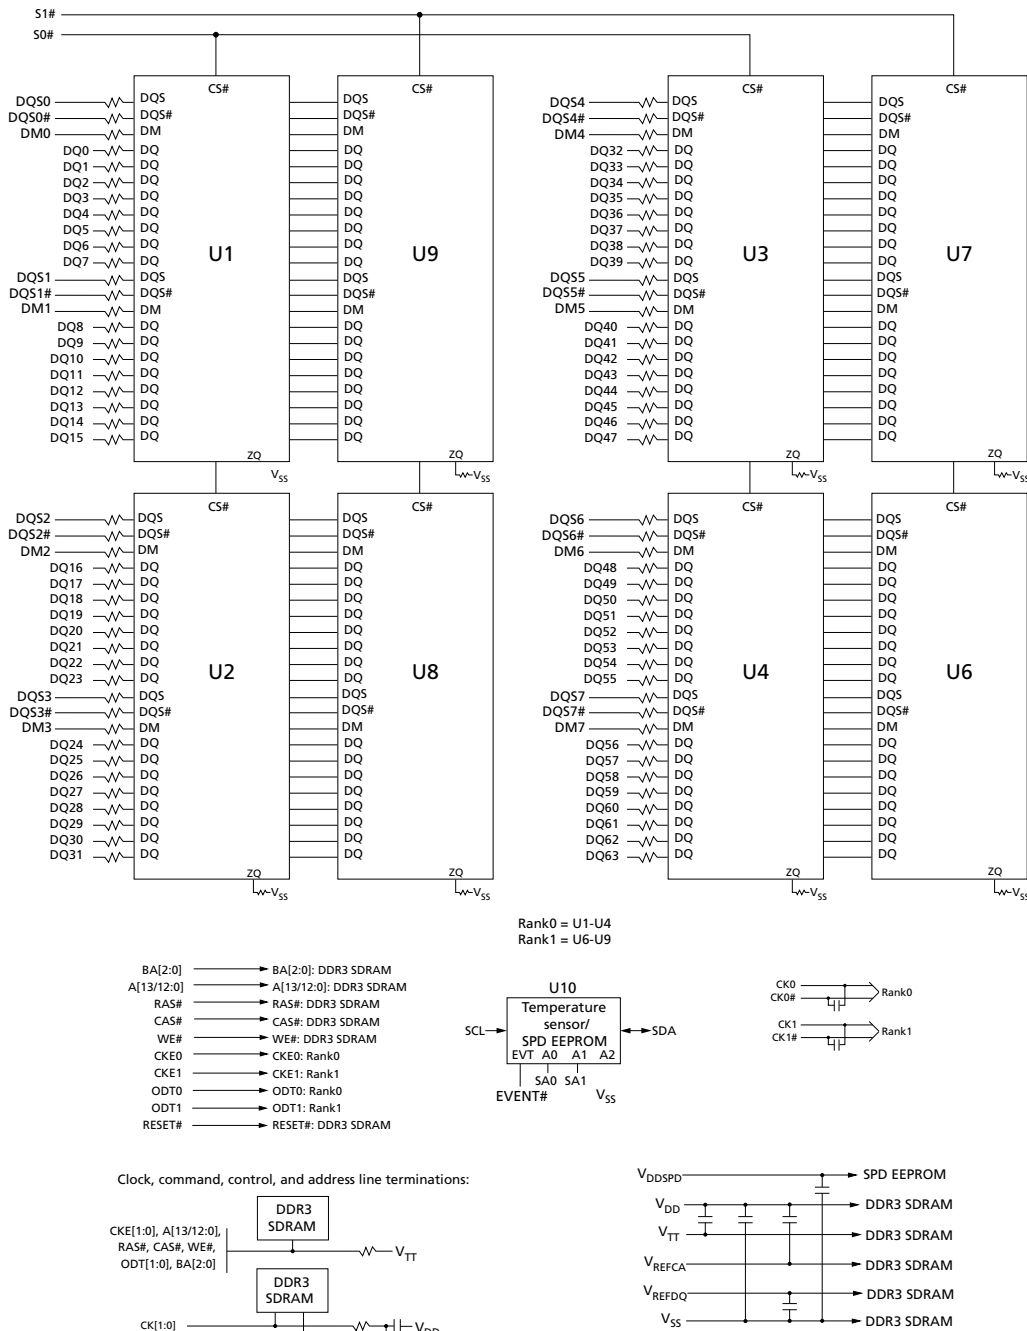 S1#
S0#
CS# CS# CS# CS#
DQS0 DQS DQS DQS4 DQS DQS
DQS0# DQS# DQS# DQS4# DQS# DQS#
DM0 DM DM DM4 DM DM
DQ0 DQ DQ DQ32 DQ DQ
DQ1 DQ DQ DQ33 DQ DQ
DQ2 DQ DQ DQ34 DQ DQ
DQ3 DQ DQ DQ35 DQ DQ
DQ4 DQ DQ DQ36 DQ DQ
DQ5 DQ DQ DQ37 DQ DQ
DQ6 DQ DQ DQ38 DQ DQ
U1 U9 U3 U7
DQ7 DQ DQ DQ39 DQ DQ
DQS1 DQS DQS DQS5 DQS DQS
DQS1# DQS# DQS# DQS5# DQS# DQS#
DM1 DM DM DM5 DM DM
DQ8 DQ DQ DQ40 DQ DQ
DQ9 DQ DQ DQ41 DQ DQ
DQ10 DQ DQ DQ42 DQ DQ
DQ11 DQ DQ DQ43 DQ DQ
DQ12 DQ DQ DQ44 DQ DQ
DQ13 DQ DQ DQ45 DQ DQ
DQ14 DQ DQ DQ46 DQ DQ
DQ15 DQ DQ DQ47 DQ DQ
ZQ ZQ ZQ ZQ
VSS VSS VSS VSS
CS# CS# CS# CS#
DQS2 DQS DQS DQS6 DQS DQS
DQS2# DQS# DQS# DQS6# DQS# DQS#
DM2 DM DM DM6 DM DM
DQ16 DQ DQ DQ48 DQ DQ
DQ17 DQ DQ DQ49 DQ DQ
DQ18 DQ DQ DQ50 DQ DQ
DQ19 DQ DQ DQ51 DQ DQ
DQ20 DQ DQ DQ52 DQ DQ
DQ21 DQ DQ DQ53 DQ DQ
DQ22 DQ DQ DQ54 DQ DQ
U2 U8 U4 U6
DQ23 DQ DQ DQ55 DQ DQ
DQS3 DQS DQS DQS7 DQS DQS
DQS3# DQS# DQS# DQS7# DQS# DQS#
DM3 DM DM DM7 DM DM
DQ24 DQ DQ DQ56 DQ DQ
DQ25 DQ DQ DQ57 DQ DQ
DQ26 DQ DQ DQ58 DQ DQ
DQ27 DQ DQ DQ59 DQ DQ
DQ28 DQ DQ DQ60 DQ DQ
DQ29 DQ DQ DQ61 DQ DQ
DQ30 DQ DQ DQ62 DQ DQ
DQ31 DQ DQ DQ63 DQ DQ
ZQ ZQ ZQ ZQ
VSS VSS VSS VSS
Rank0 = U1-U4
Rank1 = U6-U9
BA[2:0] BA[2:0]: DDR3 SDRAM
A[13/12:0] A[13/12:0]: DDR3 SDRAM
RAS# RAS#: DDR3 SDRAM
CAS# CAS#: DDR3 SDRAM
WE# WE#: DDR3 SDRAM
CKE0 CKE0: Rank0
CKE1 CKE1: Rank1
ODT0 ODT0: Rank0
ODT1 ODT1: Rank1
RESET# RESET#: DDR3 SDRAM
U10
Temperature
sensor/
SPD EEPROM
SCL SDA
EVT A0 A1 A2
SA0 SA1
EVENT# VSS
CK0
CK0#
Rank0
CK1
CK1#
Rank1
Clock, command, control, and address line terminations:
DDR3
SDRAM
CKE[1:0], A[13/12:0],
RAS#, CAS#, WE#,
ODT[1:0], BA[2:0]
VTT
DDR3
SDRAM
CK[1:0] VDD
VDDSPD SPD EEPROM
VDD DDR3 SDRAM
VTT DDR3 SDRAM
VREFCA DDR3 SDRAM
VREFDQ DDR3 SDRAM
VSS DDR3 SDRAM